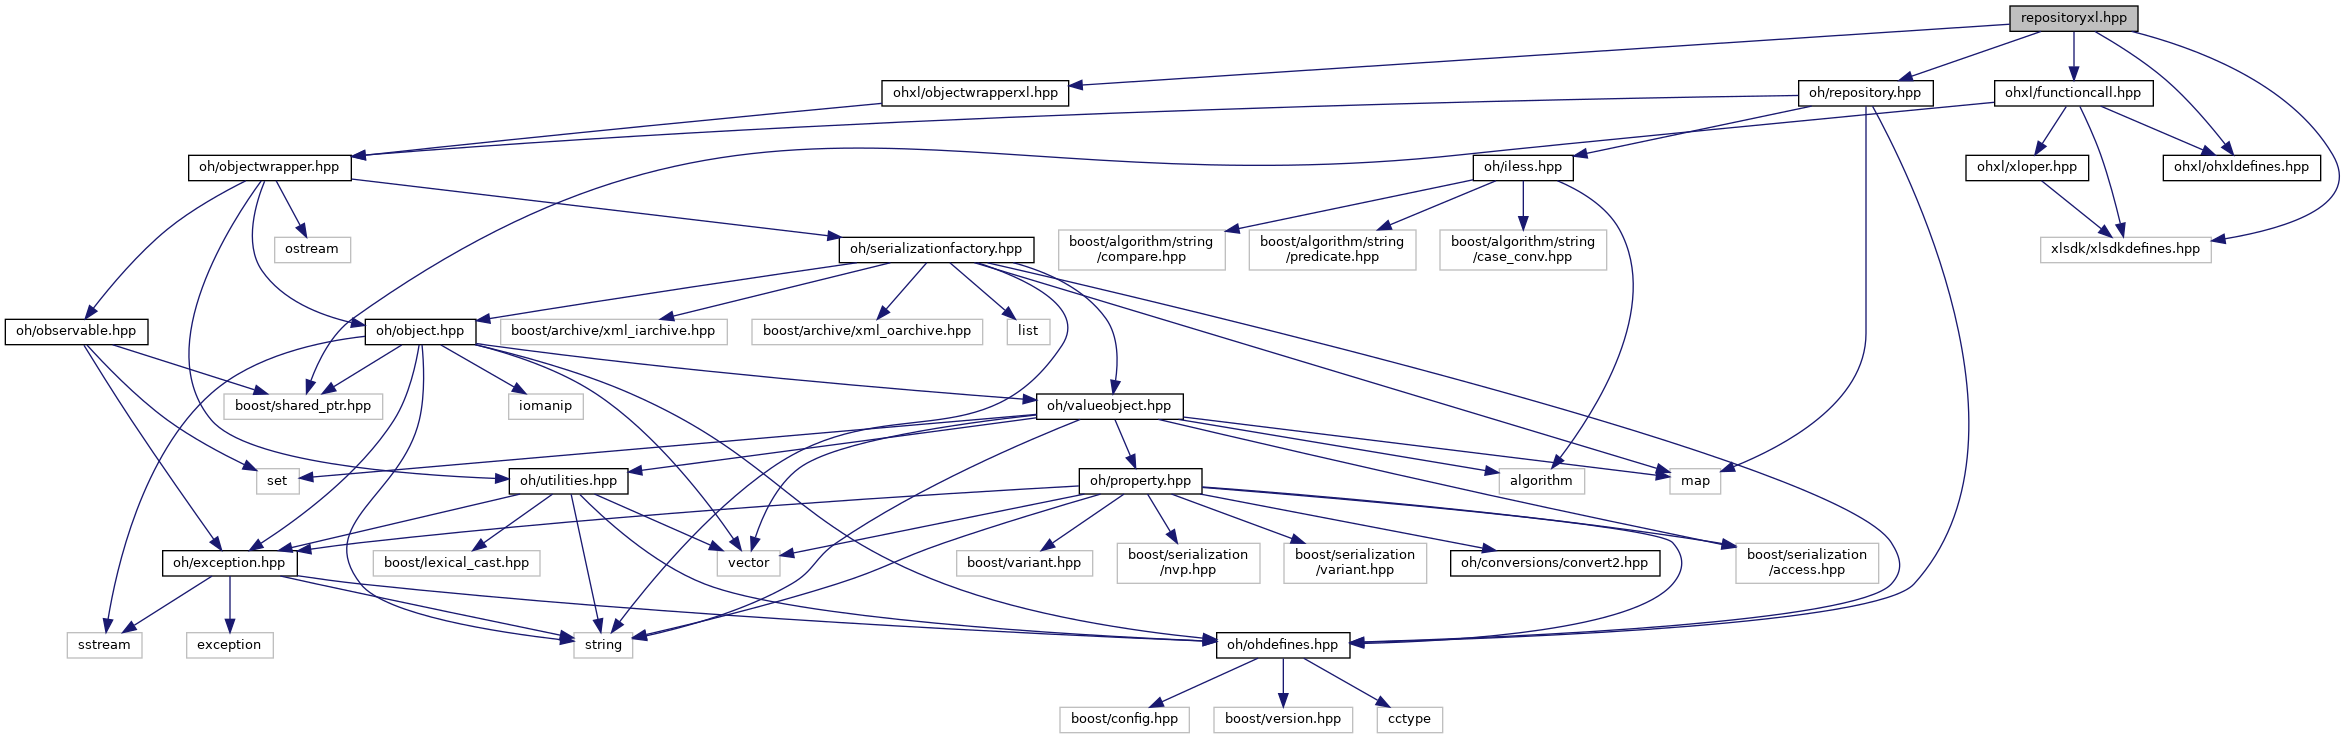 repositoryxl.hpp
ohxl/objectwrapperxl.hpp
oh/repository.hpp
ohxl/functioncall.hpp
oh/objectwrapper.hpp
oh/iless.hpp
ohxl/xloper.hpp
ohxl/ohxldefines.hpp
ostream
oh/serializationfactory.hpp
boost/algorithm/string
/compare.hpp
boost/algorithm/string
/predicate.hpp
boost/algorithm/string
/case_conv.hpp
xlsdk/xlsdkdefines.hpp
oh/observable.hpp
oh/object.hpp
boost/archive/xml_iarchive.hpp
boost/archive/xml_oarchive.hpp
list
boost/shared_ptr.hpp
iomanip
oh/valueobject.hpp
set
oh/utilities.hpp
oh/property.hpp
algorithm
map
oh/exception.hpp
boost/lexical_cast.hpp
vector
boost/variant.hpp
boost/serialization
/nvp.hpp
boost/serialization
/variant.hpp
oh/conversions/convert2.hpp
boost/serialization
/access.hpp
sstream
exception
string
oh/ohdefines.hpp
boost/config.hpp
boost/version.hpp
cctype